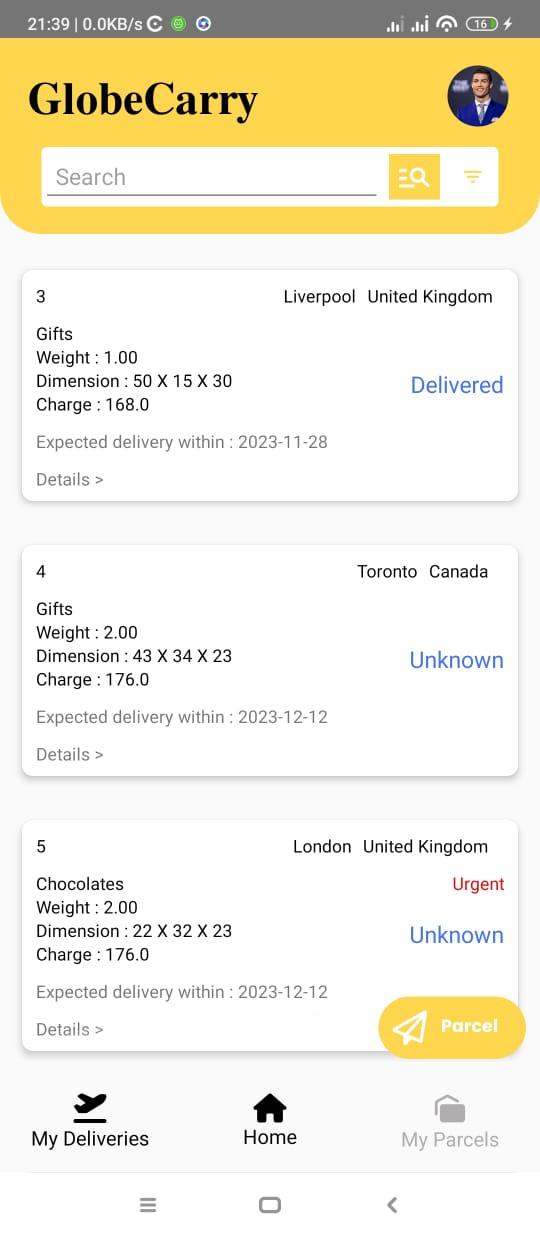 21:39 | 0.0KB/s
16
GlobeCarry
Search
3 Liverpool United Kingdom
Gifts
Weight : 1.00
Dimension : 50 X 15 X 30
Delivered
Charge : 168.0
Expected delivery within : 2023-11-28
Details >
4 Toronto Canada
Gifts
Weight : 2.00
Dimension : 43 X 34 X 23
Unknown
Charge : 176.0
Expected delivery within : 2023-12-12
Details >
5 London United Kingdom
Chocolates Urgent
Weight : 2.00
Dimension : 22 X 32 X 23
Unknown
Charge : 176.0
Expected delivery within : 2023-12-12
Details >
Parcel
My Deliveries Home My Parcels